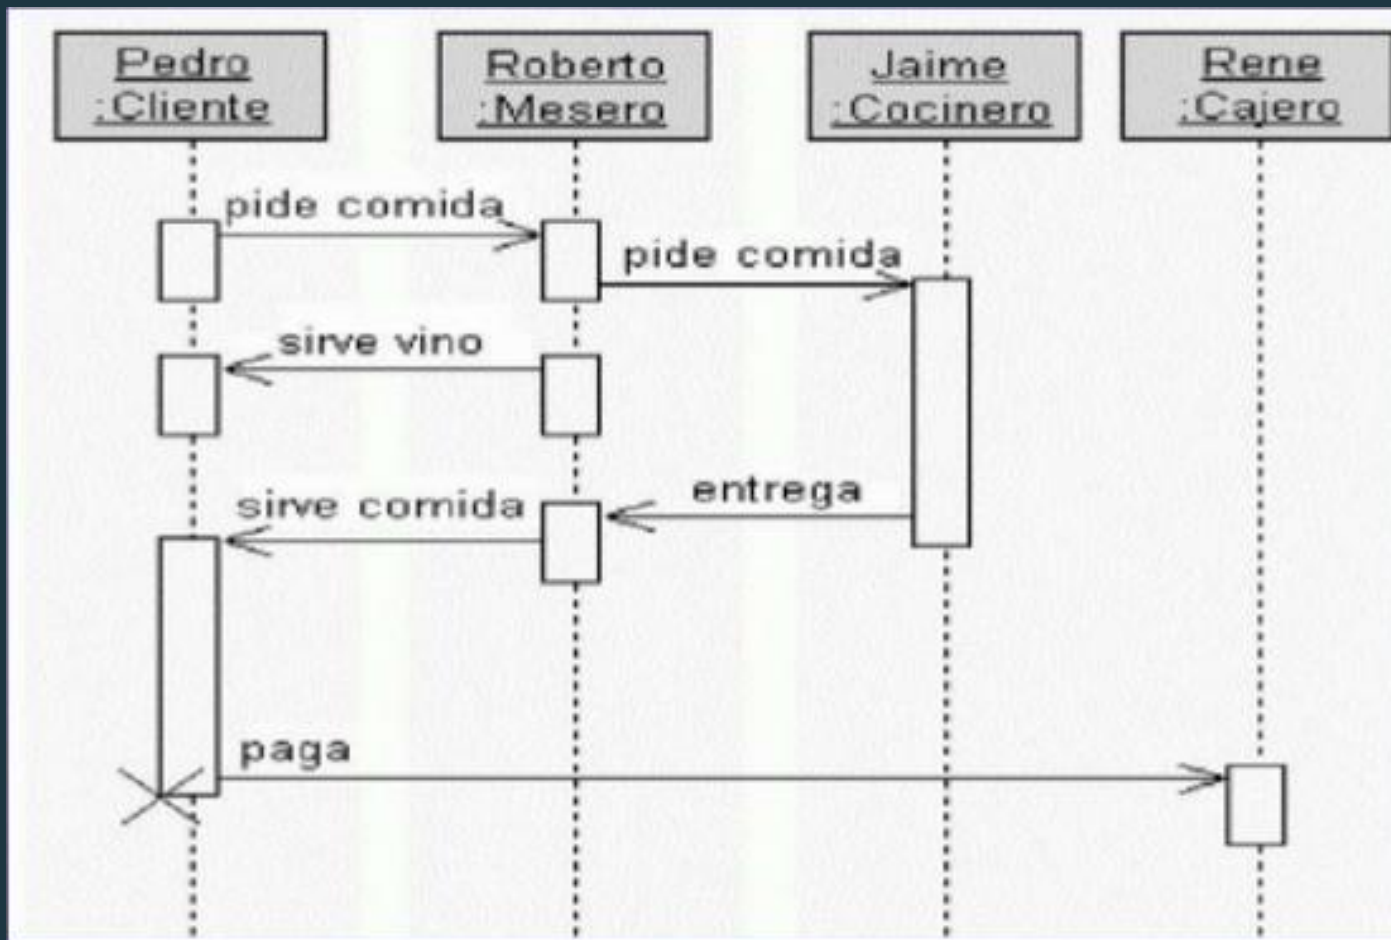 Pedro
:Cliente
Roberto
:Mesero
Jaime
:Cocinero
Rene
:Cajero
pide comida
pide comida
sirve vino
entrega
sirve comida
paga